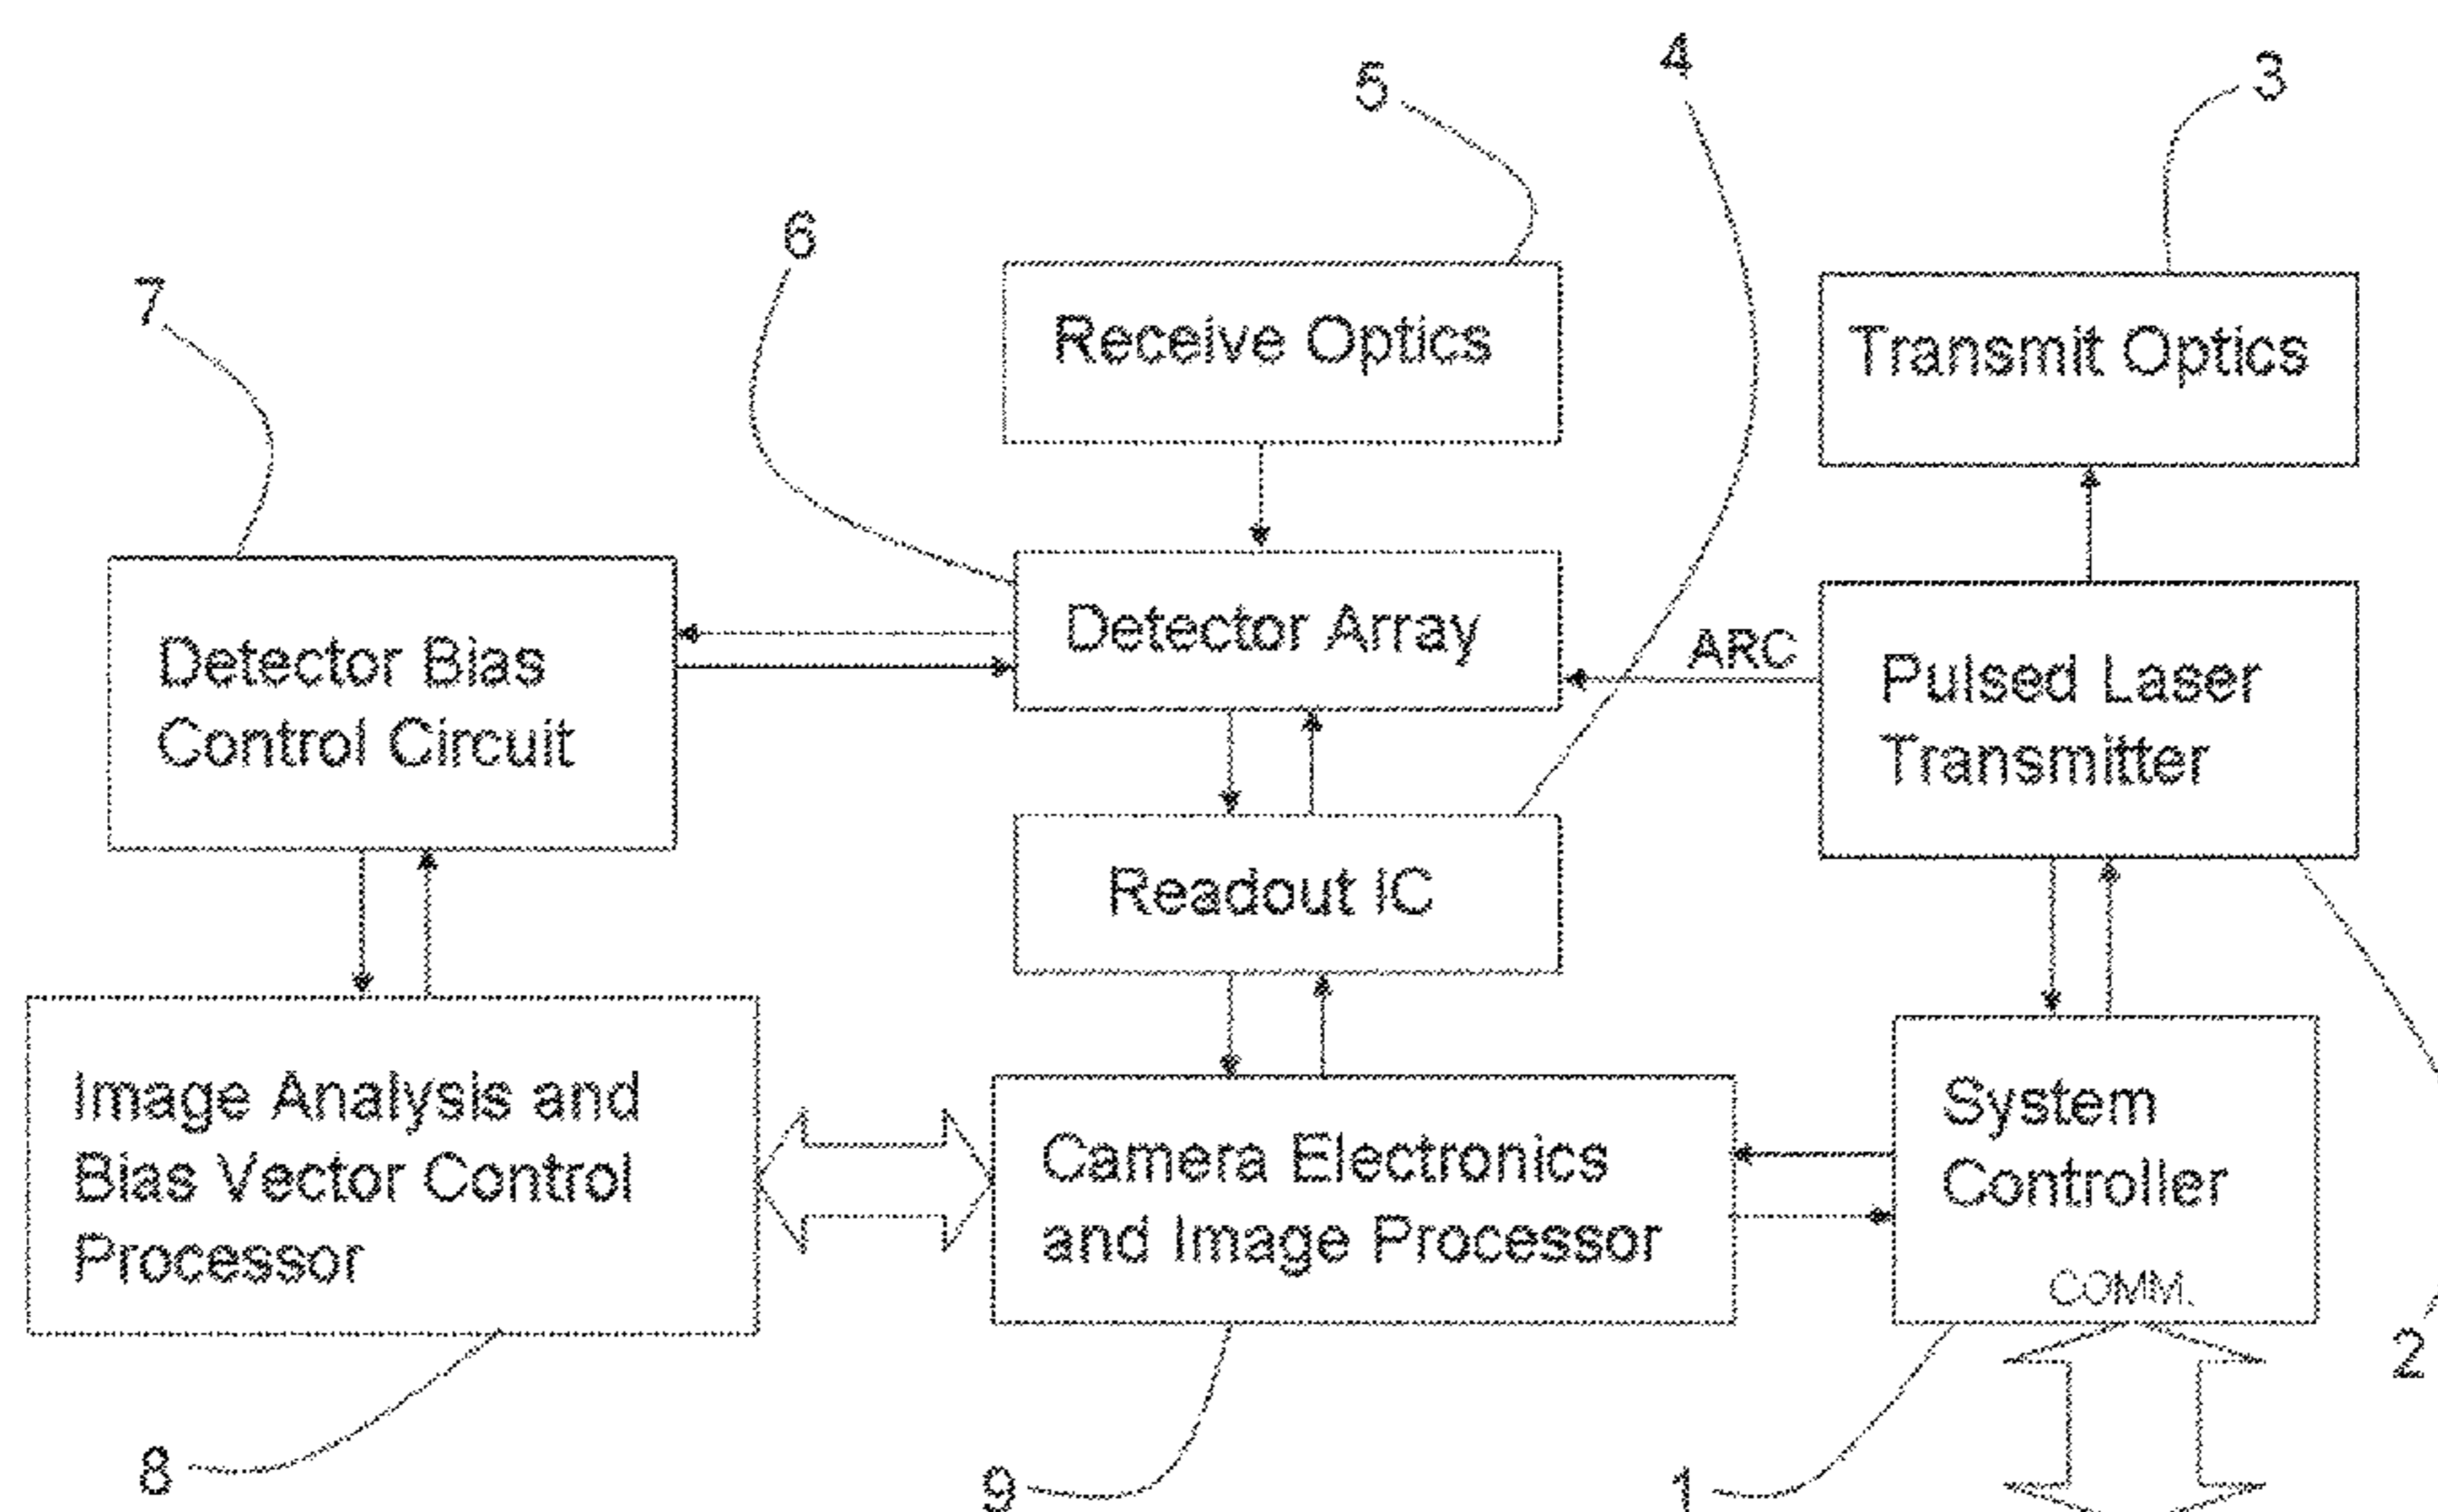 4
5
3
6
7
Receive Optics
Transmit Optics
Detector Bias
Control Circuit
Detector Array
ARC
Pulsed Laser
Transmitter
Readout IC
Image Analysis and
Bias Vector Control
Processor
Camera Electronics
and Image Processor
System
Controller
COMM.
2
8
9
1